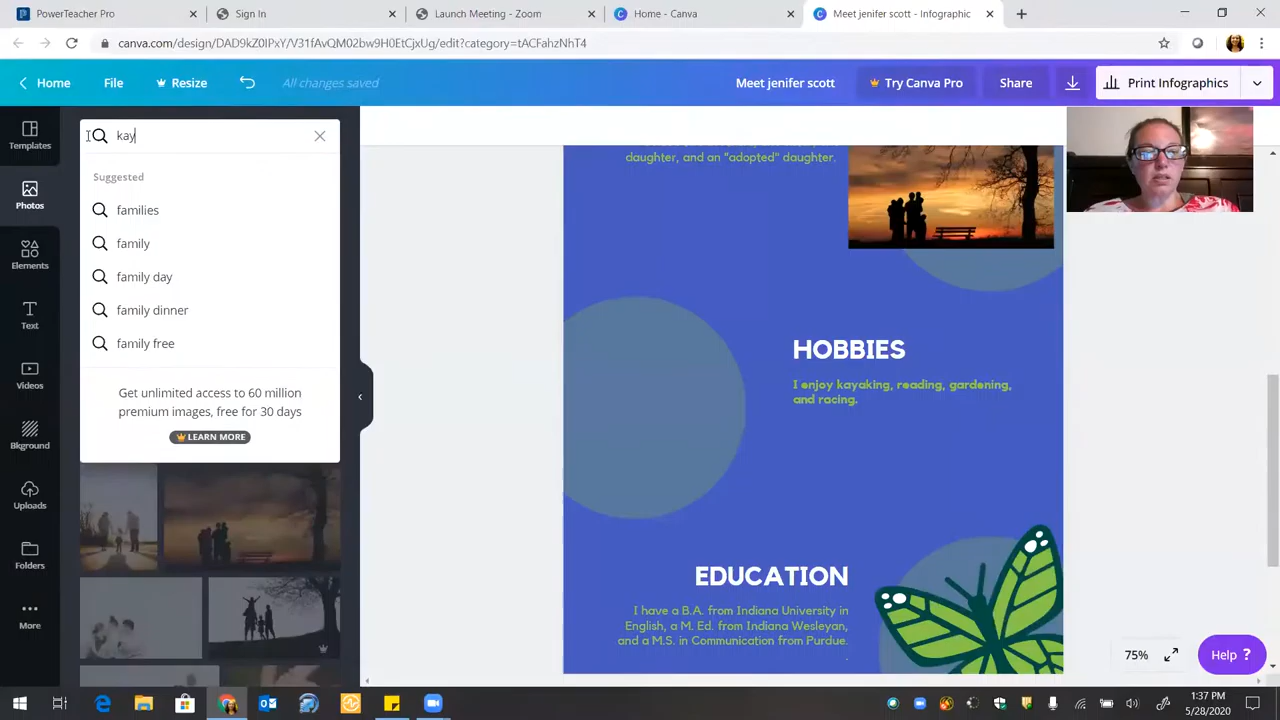 PowerTeacher Pro
Sign In
Launch Meeting - Zoom
Home - Canva
Meet jenifer scott - Infographic
canva.com/design/DAD9kZ0IPxY/V31fAvQM02bw9H0EtCjxUg/edit?category=tACFahzNhT4
Home
File
Resize
All changes saved
Meet jenifer scott
Try Canva Pro
Share
Print Infographics
Templates
Photos
Elements
Text
Videos
Bkground
Uploads
Folders
More
kay
Suggested
families
family
family day
family dinner
family free
Get unlimited access to 60 million
premium images, free for 30 days
LEARN MORE
daughter, and an "adopted" daughter.
HOBBIES
I enjoy kayaking, reading, gardening,
and racing.
EDUCATION
I have a B.A. from Indiana University in
English, a M. Ed. from Indiana Wesleyan,
and a M.S. in Communication from Purdue.
.
75%
Help ?
1:37 PM
5/28/2020